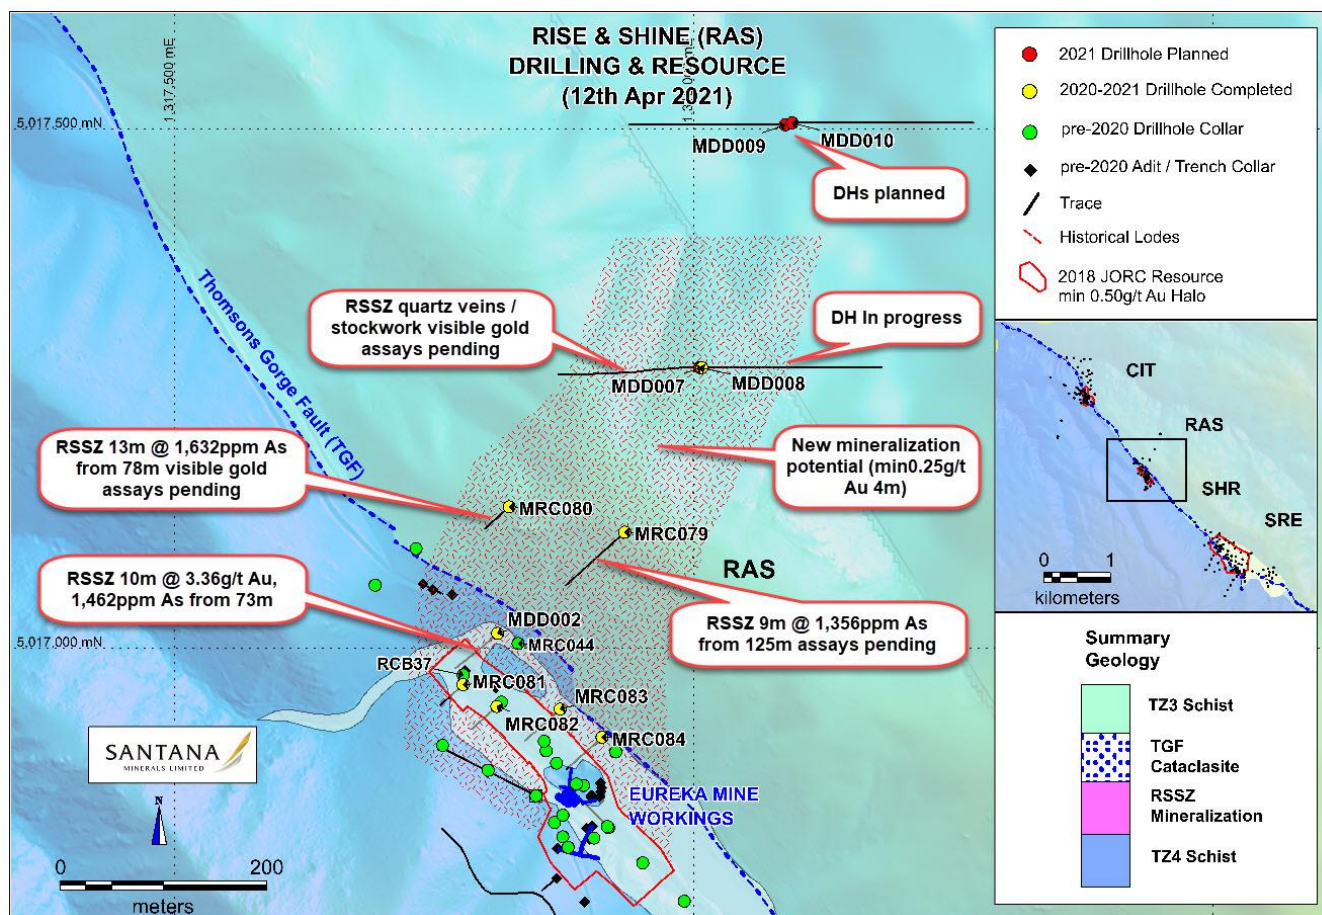 RISE & SHINE (RAS)
DRILLING & RESOURCE
(12th Apr 2021)
1,317,500 mE
5,017,500 mN
MDD009
MDD010
DHs planned
Thomsons Gorge Fault (TGF)
RSSZ quartz veins /
stockwork visible gold
assays pending
DH In progress
MDD007
MDD008
RSSZ 13m @ 1,632ppm As
from 78m visible gold
assays pending
New mineralization
potential (min0.25g/t
Au 4m)
MRC080
MRC079
RAS
RSSZ 10m @ 3.36g/t Au,
1,462ppm As from 73m
RSSZ 9m @ 1,356ppm As
from 125m assays pending
MDD002
MRC044
5,017,000 mN
RCB37
MRC081
MRC083
MRC082
MRC084
EUREKA MINE
WORKINGS
SANTANA
MINERALS LIMITED
N
0 200
meters
2021 Drillhole Planned
2020-2021 Drillhole Completed
pre-2020 Drillhole Collar
pre-2020 Adit / Trench Collar
Trace
Historical Lodes
2018 JORC Resource
min 0.50g/t Au Halo
CIT
RAS
SHR
SRE
0 1
kilometers
Summary
Geology
TZ3 Schist
TGF
Cataclasite
RSSZ
Mineralization
TZ4 Schist